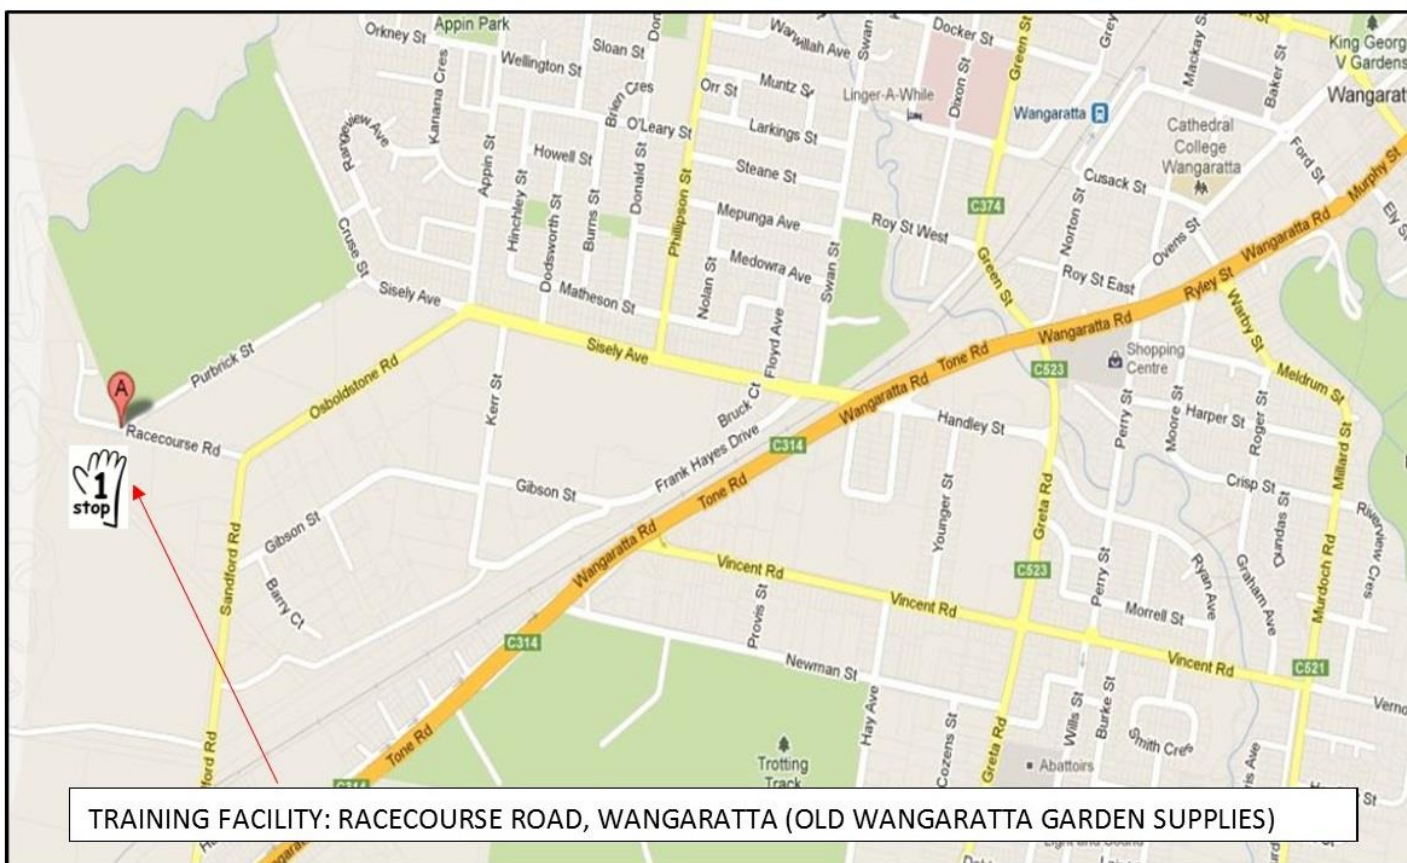 Appin Park
Orkney St
Wellington St
Sloan St
Kanana Cres
Rangeview Ave
Brien Cres
O'Leary St
Howell St
Appin St
Hinchley St
Dodsworth St
Burns St
Donald St
Phillipson St
Orr St
Muntz St
Larkings St
Steane St
Mepunga Ave
Medowra Ave
Nolan St
Swan St
Swan St
Floyd Ave
Matheson St
Cruse St
Sisely Ave
Sisely Ave
Docker St
Green St
Linger-A-While
Dixon St
Wangaratta
Mackay St
Baker St
King George
V Gardens
Cathedral
College
Wangaratta
Cusack St
Ford St
Murphy St
Ely St
C374
Roy St West
Green St
Norton St
Ovens St
Roy St East
Wangaratta Rd
Ryley St
Wangaratta Rd
Warby St
Meldrum St
Shopping
Centre
C523
Tone Rd
Wangaratta Rd
Purbrick St
Osboldstone Rd
A
Racecourse Rd
1
stop
Kerr St
Bruck Ct
Frank Hayes Drive
C314
Handley St
Perry St
Moore St
Harper St
Roger St
Millard St
Crisp St
Riverview Cres
Gibson St
Gibson St
Barry Ct
Sandford Rd
Tone Rd
Wangaratta Rd
Younger St
Greta Rd
Dundas St
Graham Ave
Ryan Ave
Murdoch Rd
Perry St
Morrell St
C523
Vincent Rd
Vincent Rd
Vincent Rd
C521
Provis St
Newman St
C314
Hay Ave
Cozens St
Greta Rd
Wills St
Burke St
Smith Cres
Tone Rd
Trotting
Track
Abattoirs
TRAINING FACILITY: RACECOURSE ROAD, WANGARATTA (OLD WANGARATTA GARDEN SUPPLIES)